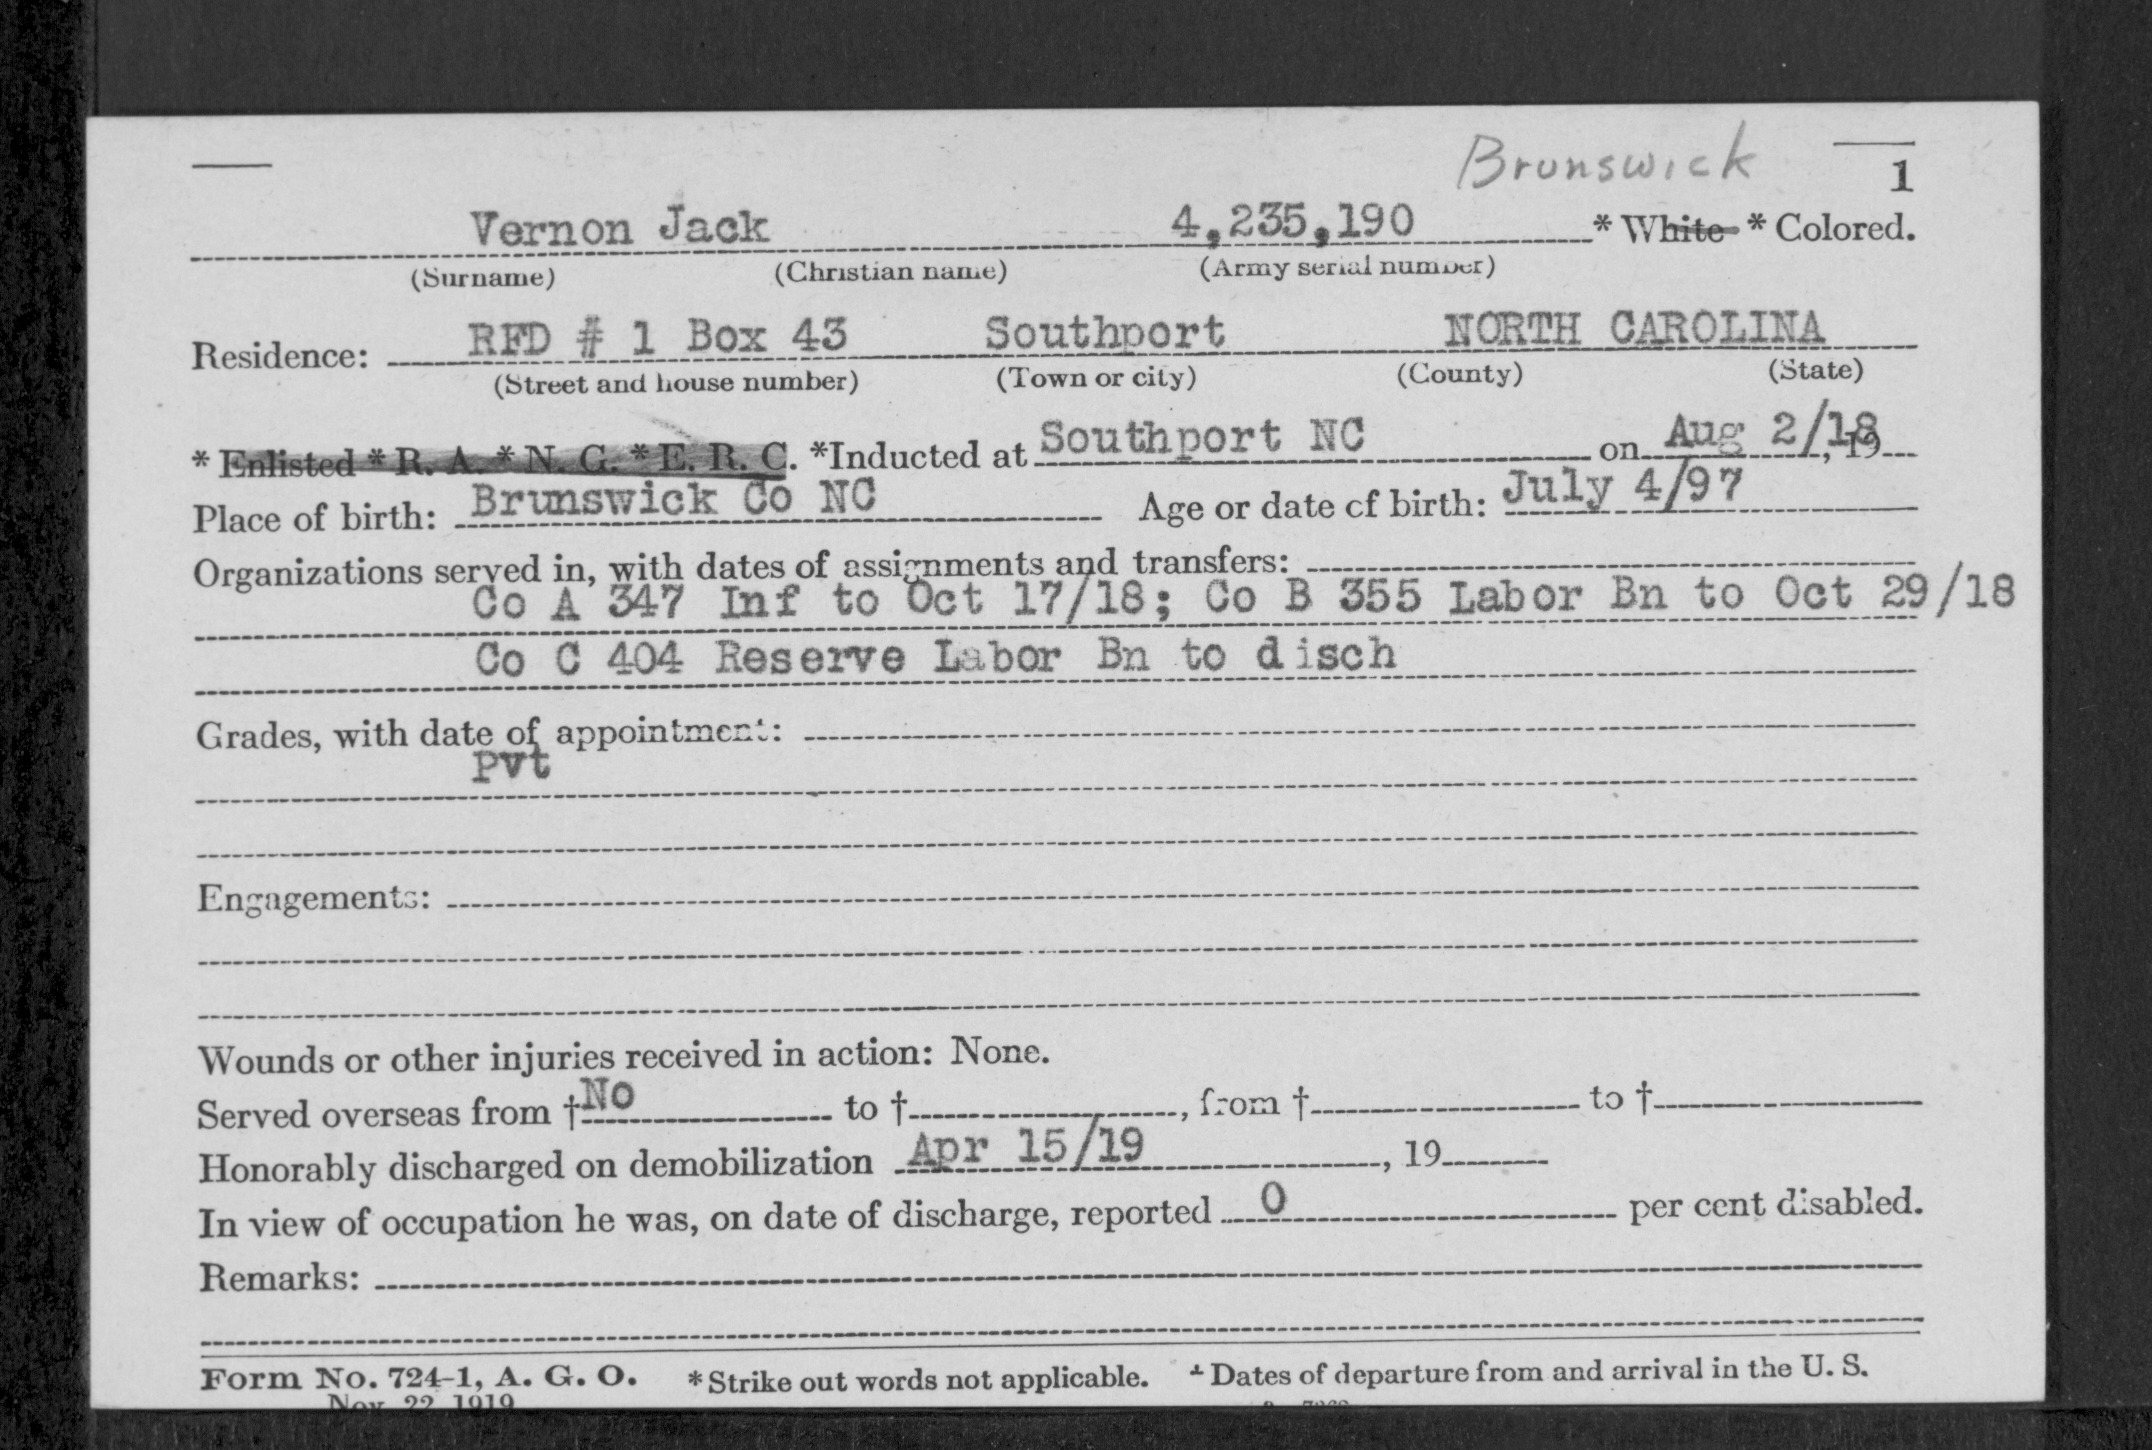 Brunswick
1
Vernon Jack 4,235,190 * White * Colored.
(Surname) (Christian name) (Army serial number)
Residence: RFD # 1 Box 43 Southport NORTH CAROLINA
(Street and house number) (Town or city) (County) (State)
* Enlisted * R. A. * N. G. * E. R. C. *Inducted at Southport NC on Aug 2/18, 19
Place of birth: Brunswick Co NC Age or date of birth: July 4/97
Organizations served in, with dates of assignments and transfers:
Co A 347 Inf to Oct 17/18; Co B 355 Labor Bn to Oct 29/18
Co C 404 Reserve Labor Bn to disch
Grades, with date of appointment:
Pvt
Engagements:
Wounds or other injuries received in action: None.
Served overseas from † No to †, from † to †
Honorably discharged on demobilization Apr 15/19, 19
In view of occupation he was, on date of discharge, reported 0 per cent disabled.
Remarks:
Form No. 724-1, A. G. O. *Strike out words not applicable. † Dates of departure from and arrival in the U. S.
Nov. 22, 1919